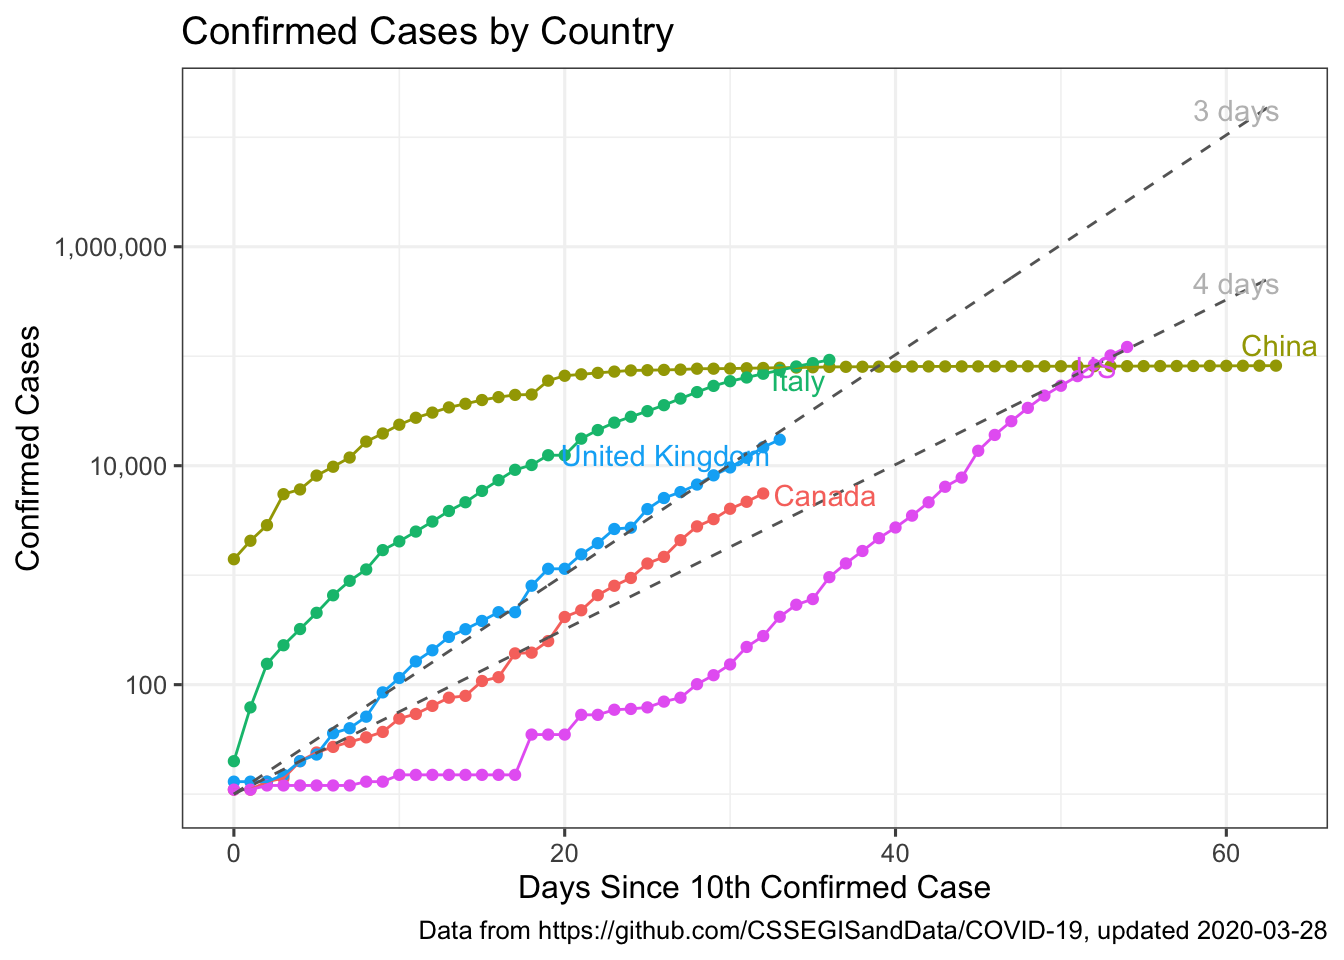 Confirmed Cases by Country
3 days
1,000,000
4 days
China
US
Italy
United Kingdom
10,000
Canada
100
Confirmed Cases
0 20 40 60
Days Since 10th Confirmed Case
Data from https://github.com/CSSEGISandData/COVID-19, updated 2020-03-28